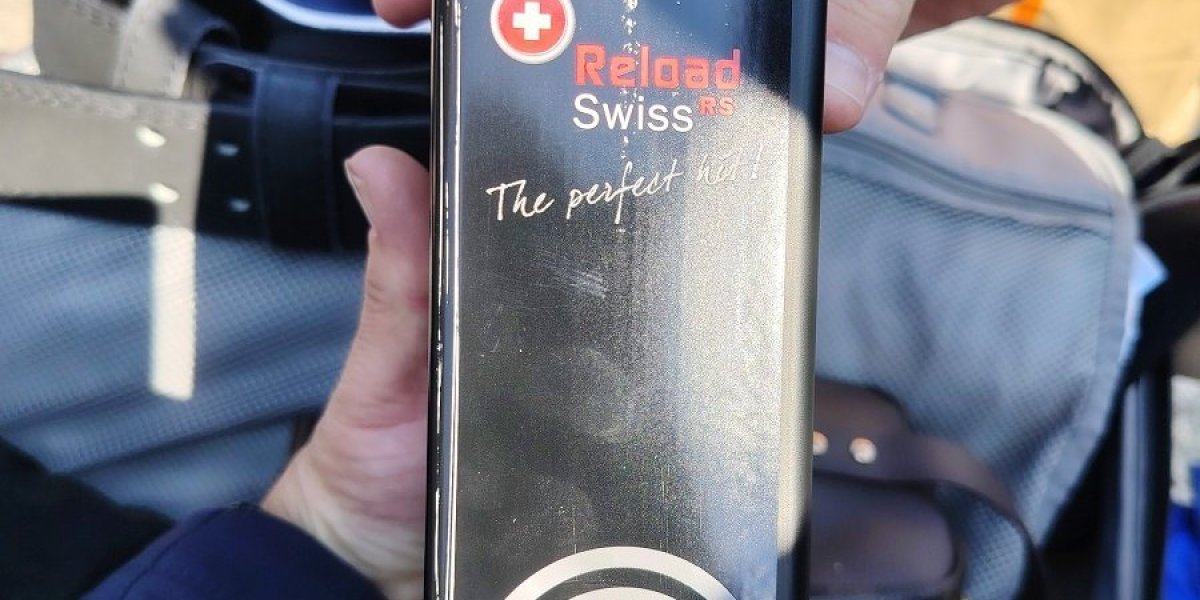 Reload
Swiss RS
The perfect hit!